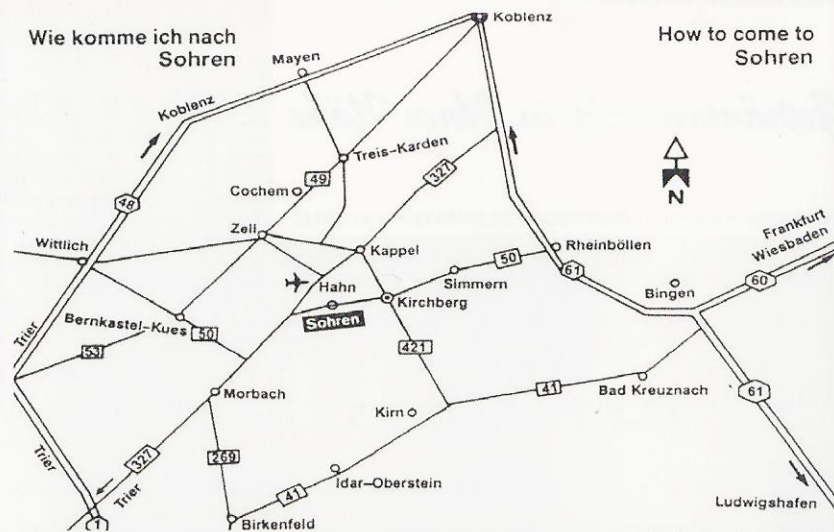 Wie komme ich nach
Sohren
How to come to
Sohren
Koblenz
Mayen
Koblenz
Treis-Karden
327
49
Cochem
N
48
Zell
Wittlich
Kappel
Rheinböllen
Frankfurt
Wiesbaden
50
61
Simmern
Hahn
Bingen
60
Kirchberg
Sohren
Trier
Bernkastel-Kues
50
53
421
Morbach
41
Bad Kreuznach
61
Kirn
Trier
327
269
Trier
Idar-Oberstein
41
1
Birkenfeld
Ludwigshafen